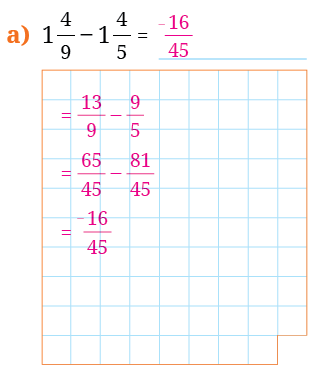 a) 1 4/9 − 1 4/5 = −16/45
= 13/9 − 9/5
= 65/45 − 81/45
= −16/45